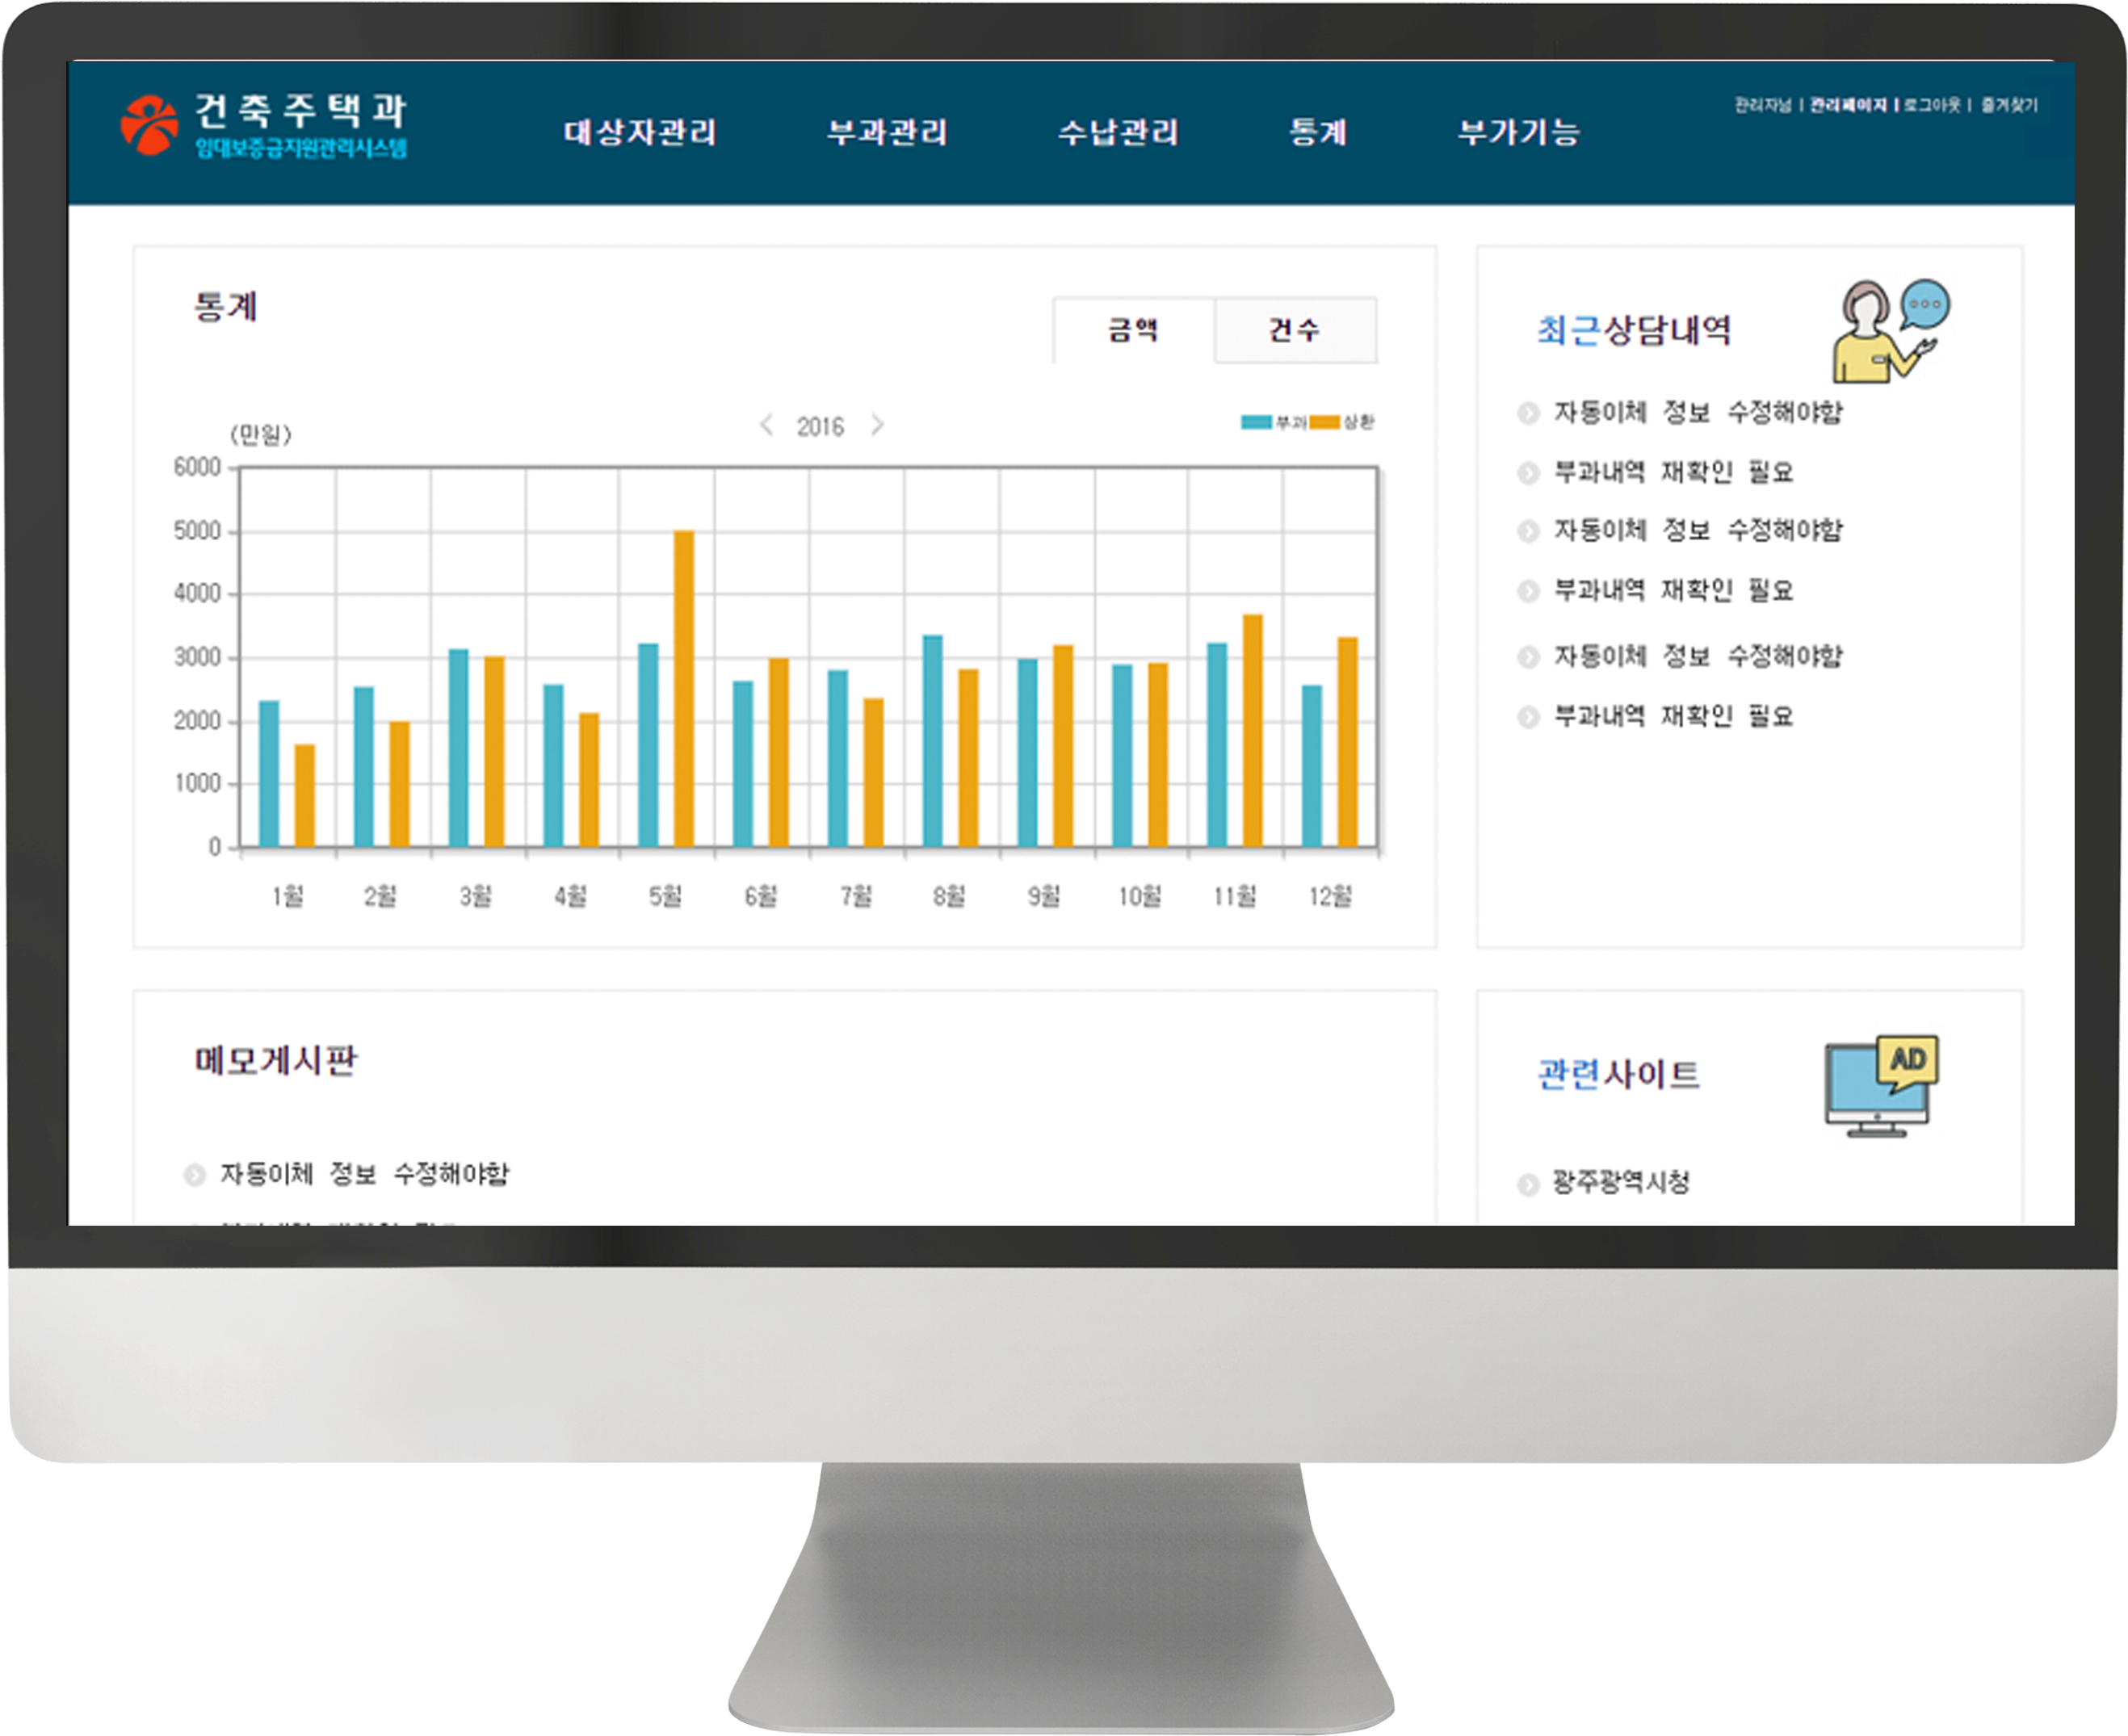 건축주택과
임대보증금지원관리시스템
대상자관리 부과관리 수납관리 통계 부가기능
관리자님 | 관리페이지 | 로그아웃 | 즐겨찾기
통계
금액 건수
(만원)
< 2016 >
부과 상환
6000
5000
4000
3000
2000
1000
0
1월 2월 3월 4월 5월 6월 7월 8월 9월 10월 11월 12월
최근상담내역
자동이체 정보 수정해야함
부과내역 재확인 필요
자동이체 정보 수정해야함
부과내역 재확인 필요
자동이체 정보 수정해야함
부과내역 재확인 필요
메모게시판
자동이체 정보 수정해야함
관련사이트
AD
광주광역시청